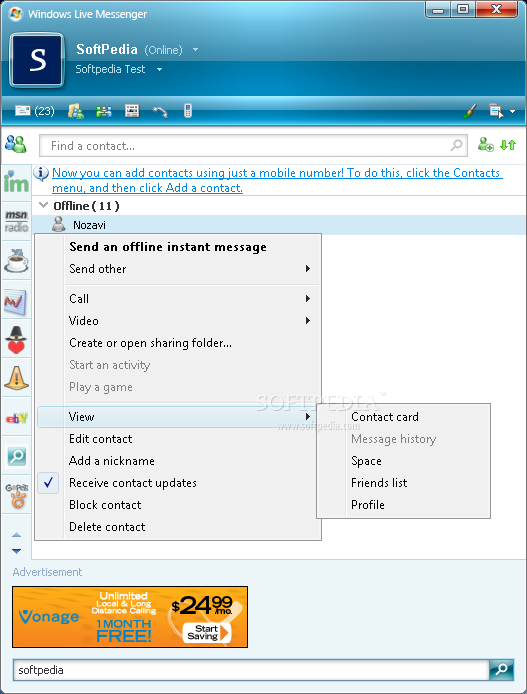 Windows Live Messenger
S
SoftPedia (Online)
Softpedia Test
(23)
Find a contact...
Now you can add contacts using just a mobile number! To do this, click the Contacts
menu, and then click Add a contact.
im
msn
radio
Offline ( 11 )
Nozavi
Send an offline instant message
Send other
Call
Video
Create or open sharing folder...
Start an activity
Play a game
View
Edit contact
Add a nickname
Receive contact updates
Block contact
Delete contact
SOFTPEDIA™
www.softpedia.com
Contact card
Message history
Space
Friends list
Profile
ebY
Advertisement
Vonage
Unlimited
Local & Long
Distance Calling
1 MONTH
FREE!
$24.99/mo.
Start
Saving
softpedia